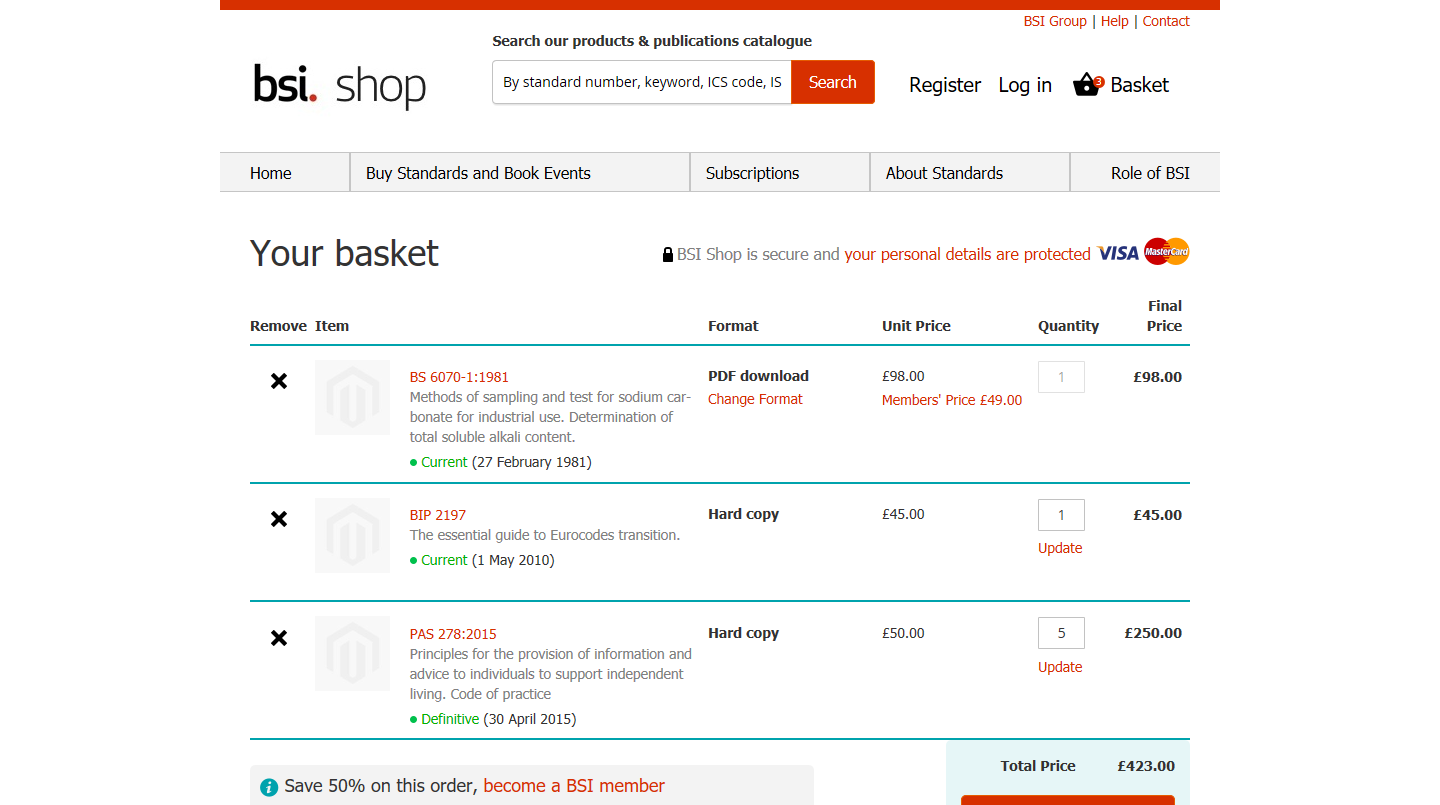 BSI Group | Help | Contact
Search our products & publications catalogue
bsi. shop
By standard number, keyword, ICS code, IS
Search
Register
Log in
3
Basket
Home
Buy Standards and Book Events
Subscriptions
About Standards
Role of BSI
Your basket
BSI Shop is secure and your personal details are protected
VISA
MasterCard
Remove
Item
Format
Unit Price
Quantity
Final
Price
BS 6070-1:1981
Methods of sampling and test for sodium car-
bonate for industrial use. Determination of
total soluble alkali content.
Current (27 February 1981)
PDF download
Change Format
£98.00
Members' Price £49.00
1
£98.00
BIP 2197
The essential guide to Eurocodes transition.
Current (1 May 2010)
Hard copy
£45.00
1
Update
£45.00
PAS 278:2015
Principles for the provision of information and
advice to individuals to support independent
living. Code of practice
Definitive (30 April 2015)
Hard copy
£50.00
5
Update
£250.00
i
Save 50% on this order, become a BSI member
Total Price
£423.00